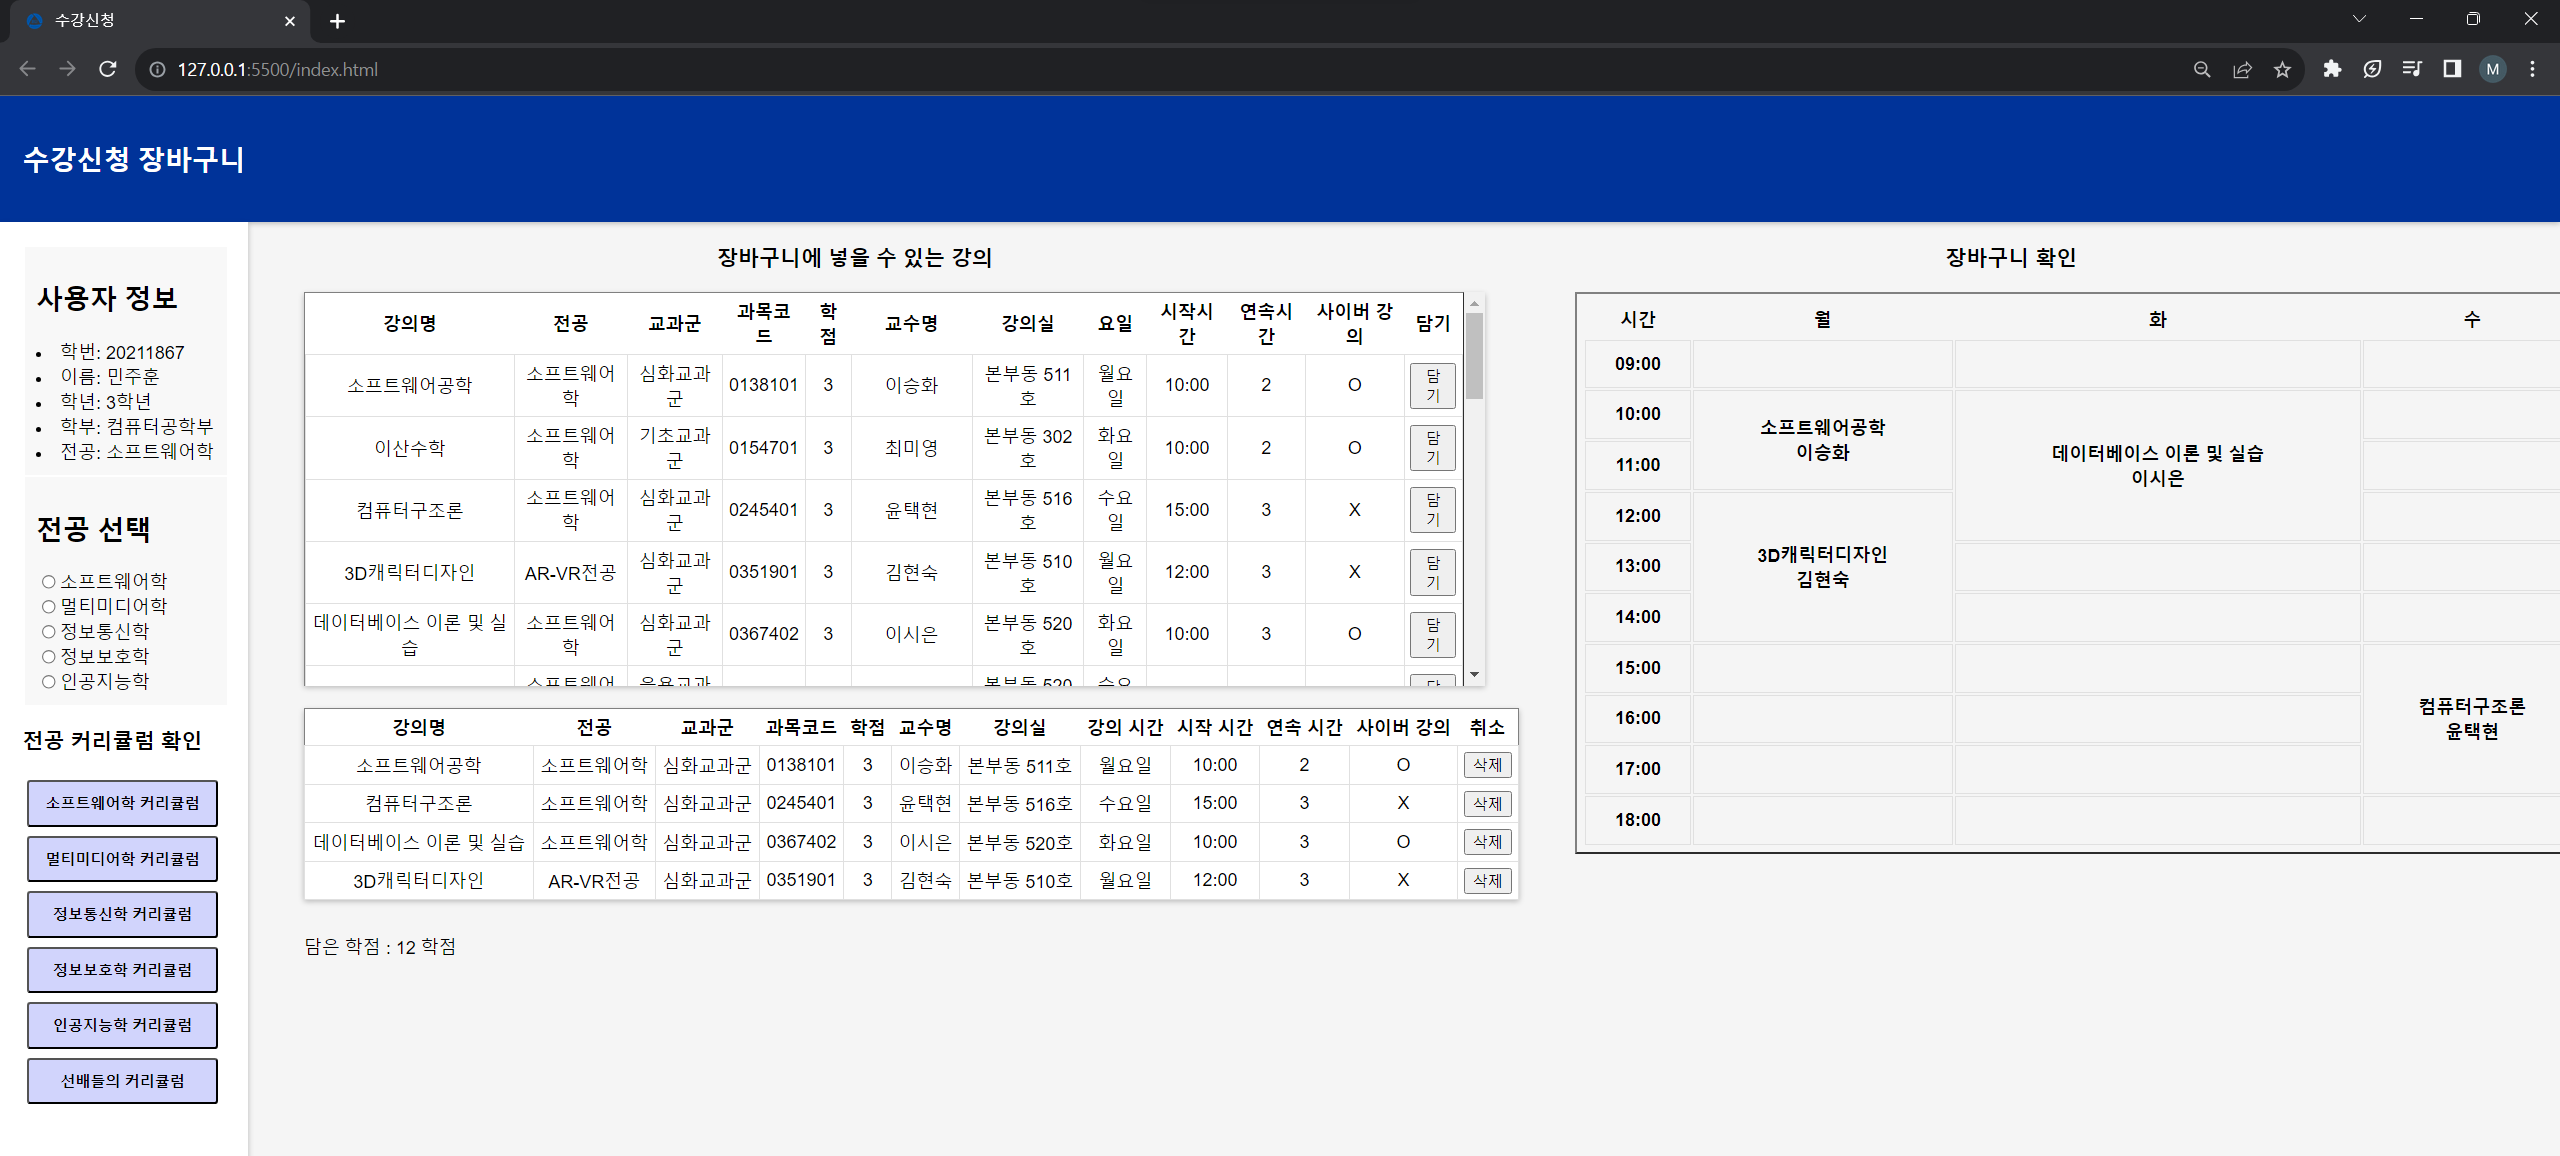 수강신청
127.0.0.1:5500/index.html
M
수강신청 장바구니
사용자 정보
• 학번: 20211867
• 이름: 민주훈
• 학년: 3학년
• 학부: 컴퓨터공학부
• 전공: 소프트웨어학
전공 선택
소프트웨어학
멀티미디어학
정보통신학
정보보호학
인공지능학
전공 커리큘럼 확인
소프트웨어학 커리큘럼
멀티미디어학 커리큘럼
정보통신학 커리큘럼
정보보호학 커리큘럼
인공지능학 커리큘럼
선배들의 커리큘럼
장바구니에 넣을 수 있는 강의
강의명 전공 교과군 과목코드 학점 교수명 강의실 요일 시작시간 연속시간 사이버 강의 담기
소프트웨어공학 소프트웨어학 심화교과군 0138101 3 이승화 본부동 511호 월요일 10:00 2 O 담기
이산수학 소프트웨어학 기초교과군 0154701 3 최미영 본부동 302호 화요일 10:00 2 O 담기
컴퓨터구조론 소프트웨어학 심화교과군 0245401 3 윤택현 본부동 516호 수요일 15:00 3 X 담기
3D캐릭터디자인 AR-VR전공 심화교과군 0351901 3 김현숙 본부동 510호 월요일 12:00 3 X 담기
데이터베이스 이론 및 실습 소프트웨어학 심화교과군 0367402 3 이시은 본부동 520호 화요일 10:00 3 O 담기
소프트웨어 응용교과 본부동 520 수요 담
강의명 전공 교과군 과목코드 학점 교수명 강의실 강의 시간 시작 시간 연속 시간 사이버 강의 취소
소프트웨어공학 소프트웨어학 심화교과군 0138101 3 이승화 본부동 511호 월요일 10:00 2 O 삭제
컴퓨터구조론 소프트웨어학 심화교과군 0245401 3 윤택현 본부동 516호 수요일 15:00 3 X 삭제
데이터베이스 이론 및 실습 소프트웨어학 심화교과군 0367402 3 이시은 본부동 520호 화요일 10:00 3 O 삭제
3D캐릭터디자인 AR-VR전공 심화교과군 0351901 3 김현숙 본부동 510호 월요일 12:00 3 X 삭제
담은 학점 : 12 학점
장바구니 확인
시간 월 화 수
09:00
10:00
소프트웨어공학
이승화
데이터베이스 이론 및 실습
이시은
11:00
12:00
3D캐릭터디자인
김현숙
13:00
14:00
15:00
컴퓨터구조론
윤택현
16:00
17:00
18:00